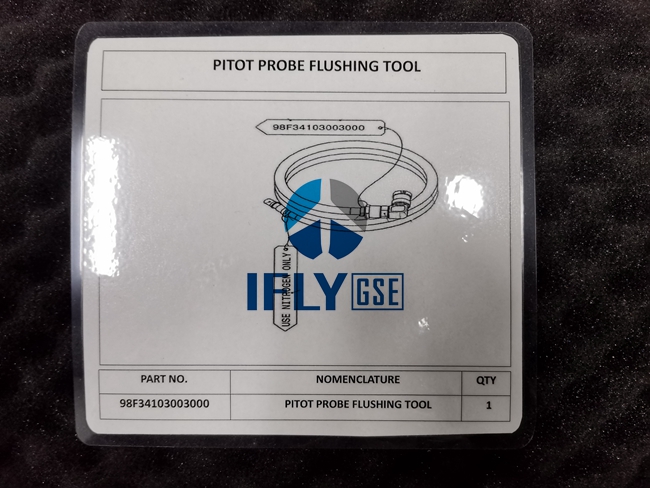 PITOT PROBE FLUSHING TOOL
98F34103003000
USE NITROGEN ONLY
IFLY GSE
PART NO. NOMENCLATURE QTY
98F34103003000 PITOT PROBE FLUSHING TOOL 1